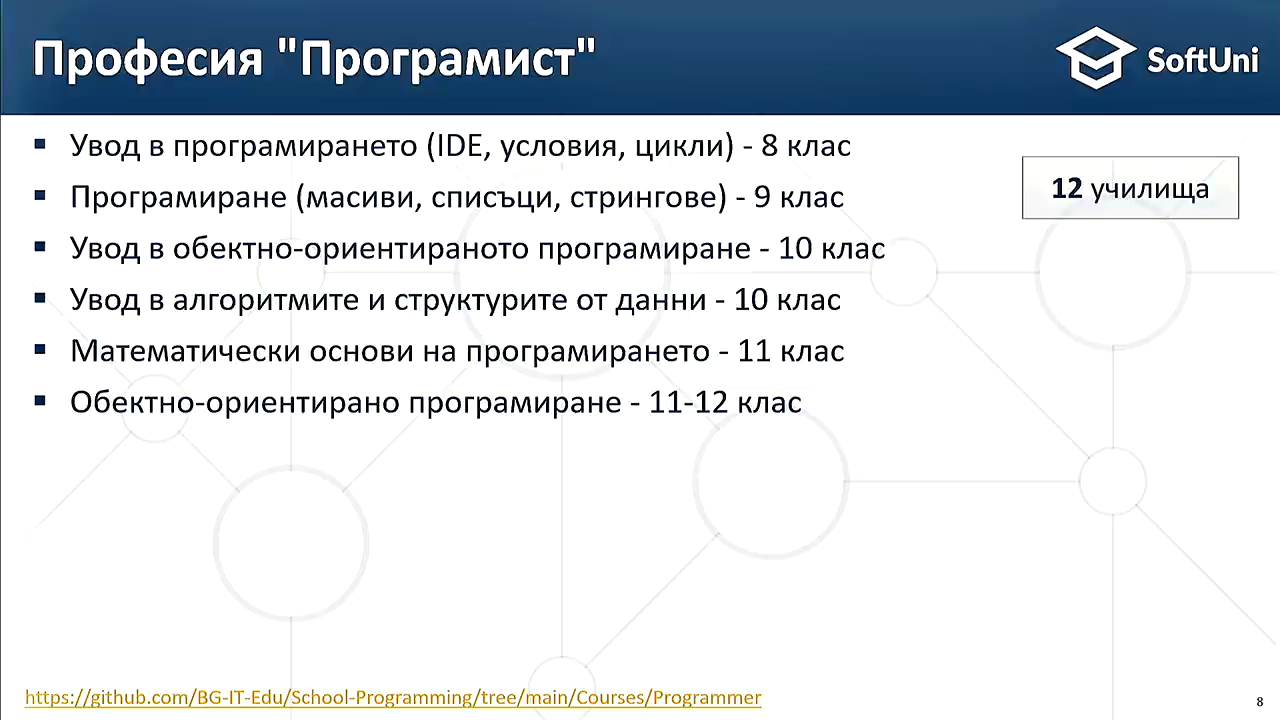 Професия "Програмист"
SoftUni
▪ Увод в програмирането (IDE, условия, цикли) - 8 клас
12 училища
▪ Програмиране (масиви, списъци, стрингове) - 9 клас
▪ Увод в обектно-ориентираното програмиране - 10 клас
▪ Увод в алгоритмите и структурите от данни - 10 клас
▪ Математически основи на програмирането - 11 клас
▪ Обектно-ориентирано програмиране - 11-12 клас
https://github.com/BG-IT-Edu/School-Programming/tree/main/Courses/Programmer
8